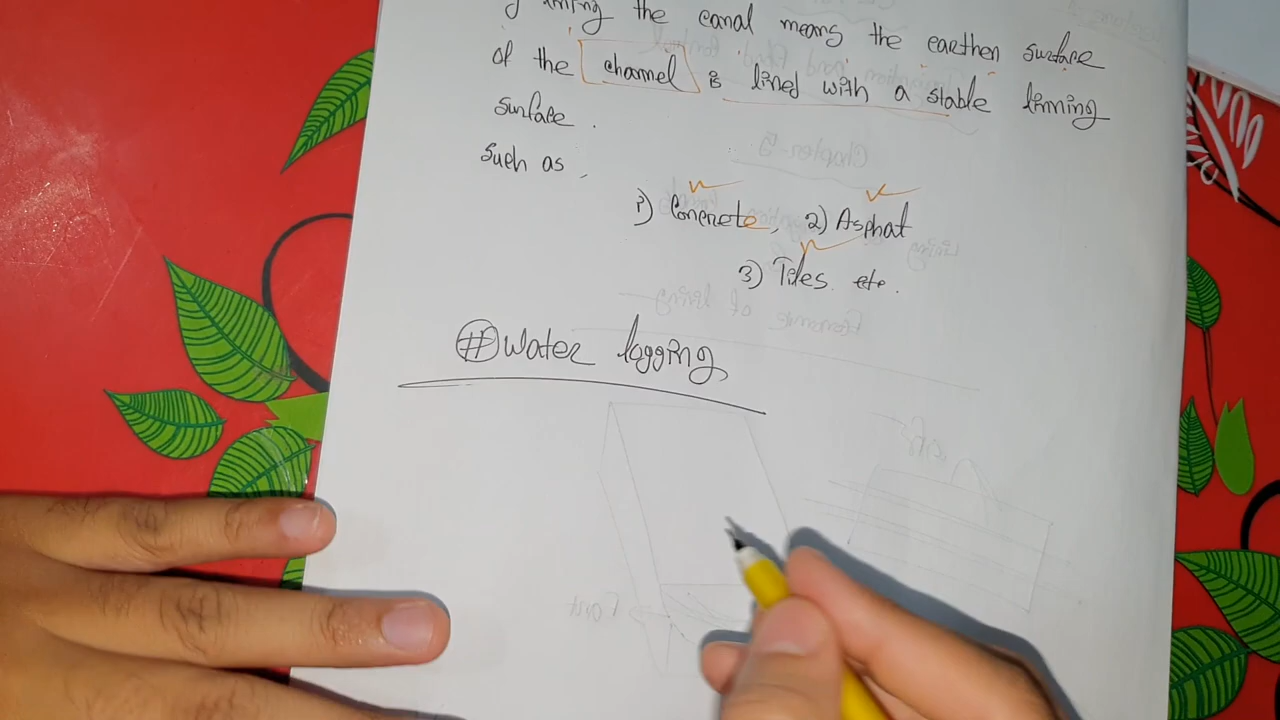 the canal means the earthen surface
of the channel is lined with a stable linning
surface.
such as,
1) Concrete, 2) Asphat
3) Tiles. etc.
# Water logging